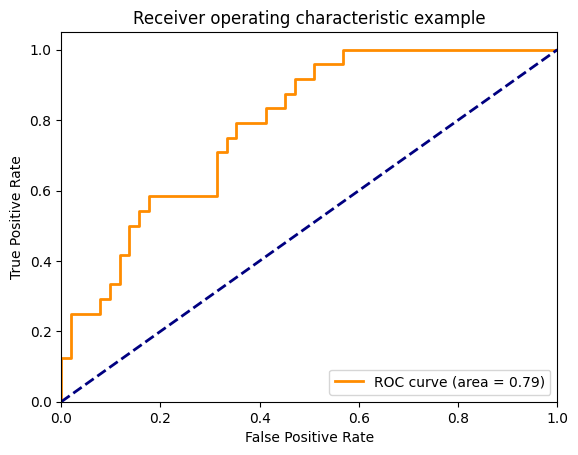 Receiver operating characteristic example
True Positive Rate
1.0
0.8
0.6
0.4
0.2
0.0
ROC curve (area = 0.79)
0.0 0.2 0.4 0.6 0.8 1.0
False Positive Rate